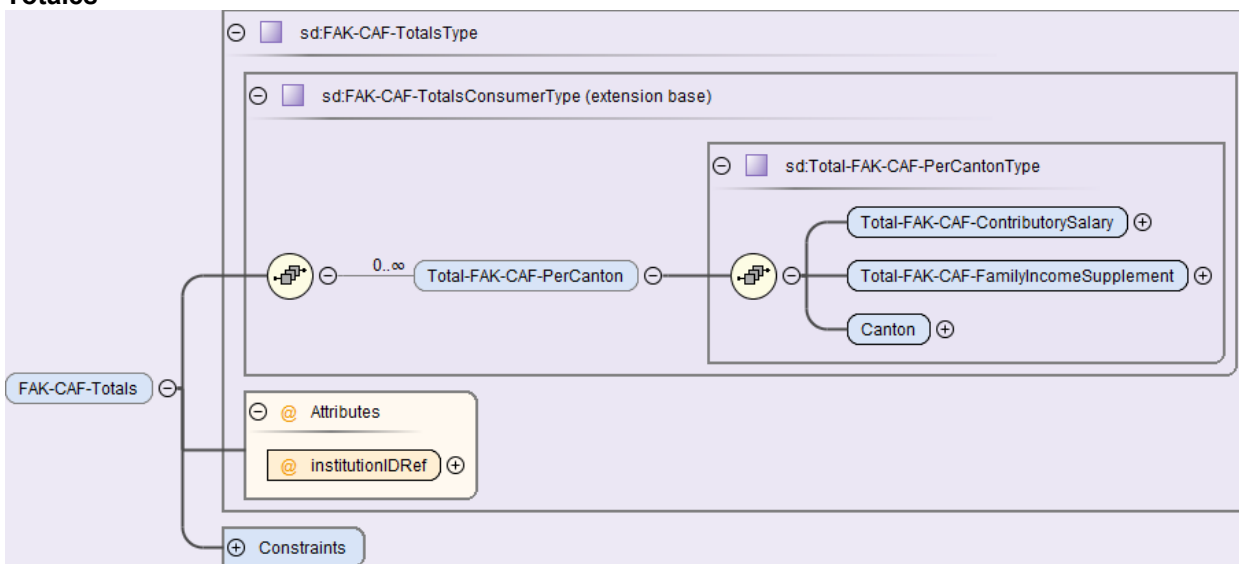 sd:FAK-CAF-TotalsType
sd:FAK-CAF-TotalsConsumerType (extension base)
sd:Total-FAK-CAF-PerCantonType
Total-FAK-CAF-ContributorySalary
0..∞
Total-FAK-CAF-PerCanton
Total-FAK-CAF-FamilyIncomeSupplement
Canton
FAK-CAF-Totals
@ Attributes
@ institutionIDRef
Constraints